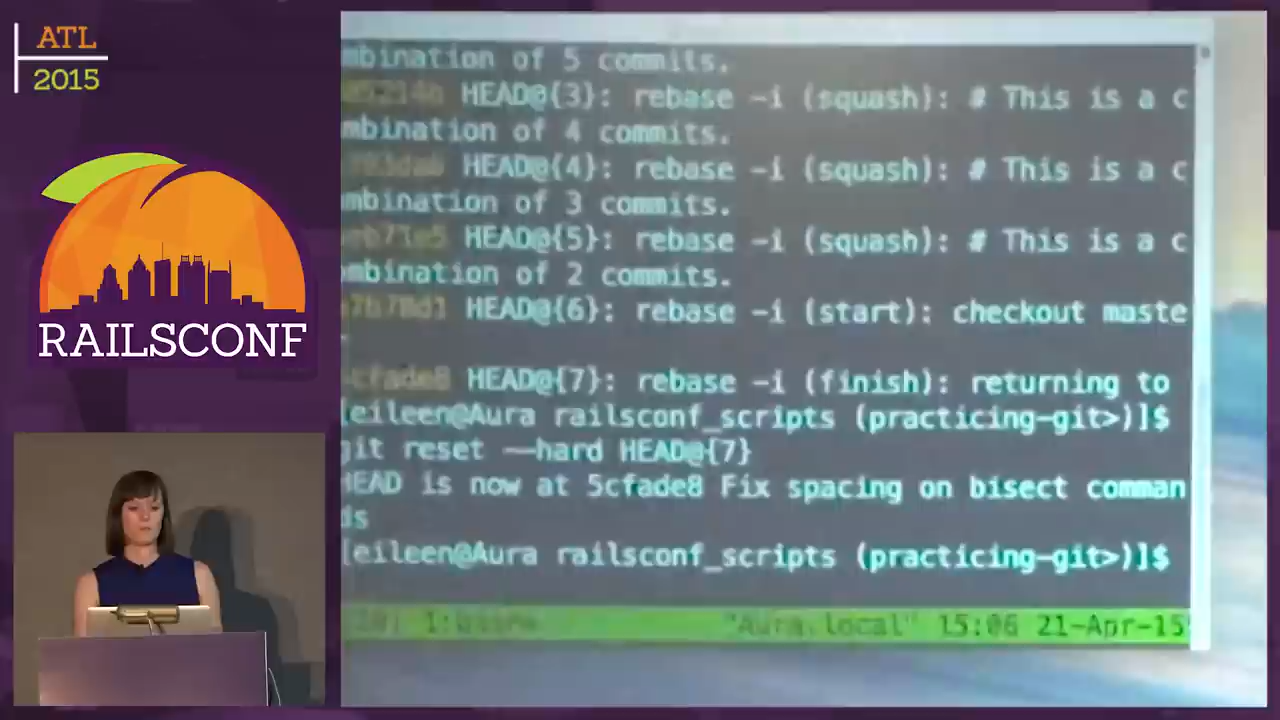 ATL
2015
RAILSCONF
mbination of 5 commits.
HEAD@{3}: rebase -i (squash): # This is a c
mbination of 4 commits.
HEAD@{4}: rebase -i (squash): # This is a c
mbination of 3 commits.
HEAD@{5}: rebase -i (squash): # This is a c
mbination of 2 commits.
HEAD@{6}: rebase -i (start): checkout maste
HEAD@{7}: rebase -i (finish): returning to
[eileen@Aura railsconf_scripts (practicing-git>)]$
git reset --hard HEAD@{7}
HEAD is now at 5cfade8 Fix spacing on bisect comman
ds
[eileen@Aura railsconf_scripts (practicing-git>)]$
"Aura.local" 15:06 21-Apr-15